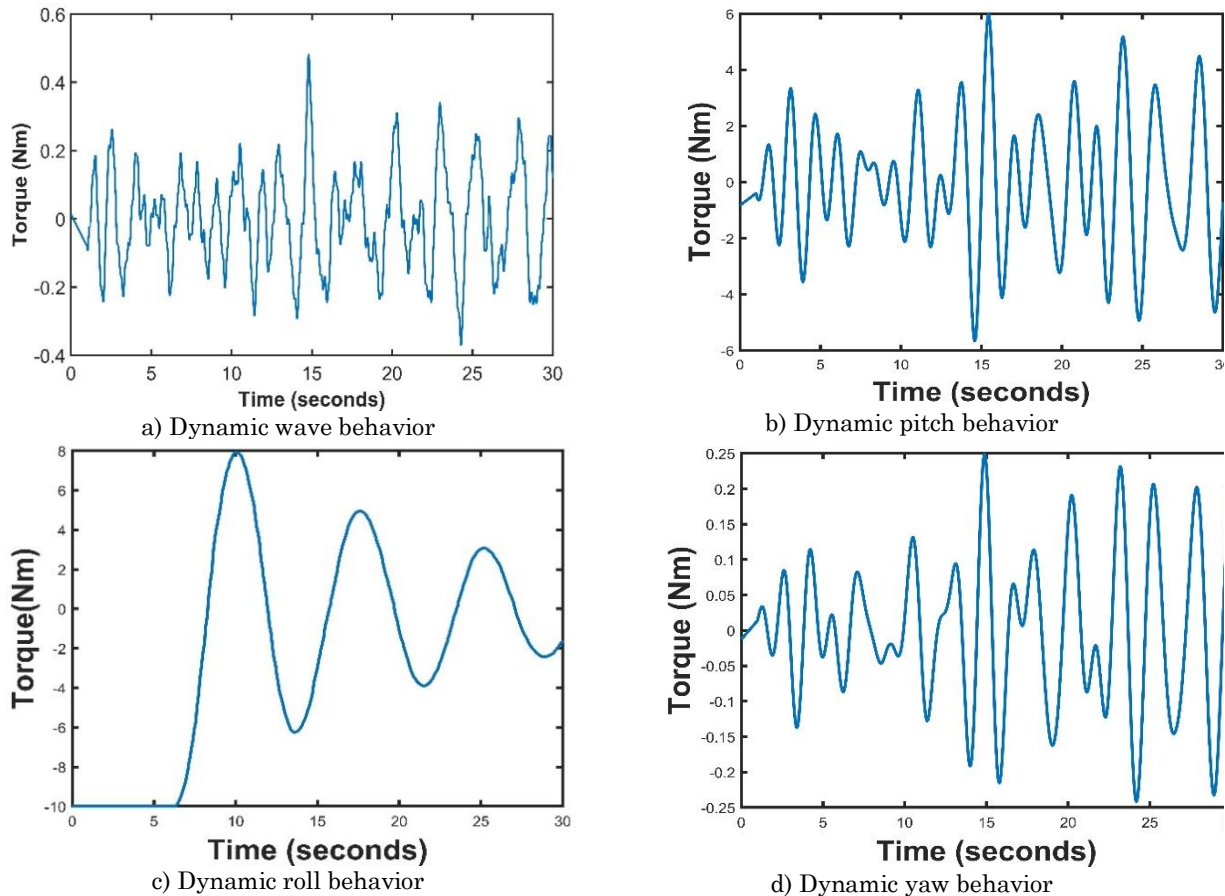 0.6
0.4
0.2
0
-0.2
-0.4
Torque (Nm)
0 5 10 15 20 25 30
Time (seconds)
a) Dynamic wave behavior
6
4
2
0
-2
-4
-6
Torque (Nm)
0 5 10 15 20 25 30
Time (seconds)
b) Dynamic pitch behavior
8
6
4
2
0
-2
-4
-6
-8
-10
Torque(Nm)
0 5 10 15 20 25 30
Time (seconds)
c) Dynamic roll behavior
0.25
0.2
0.15
0.1
0.05
0
-0.05
-0.1
-0.15
-0.2
-0.25
Torque (Nm)
0 5 10 15 20 25
Time (seconds)
d) Dynamic yaw behavior